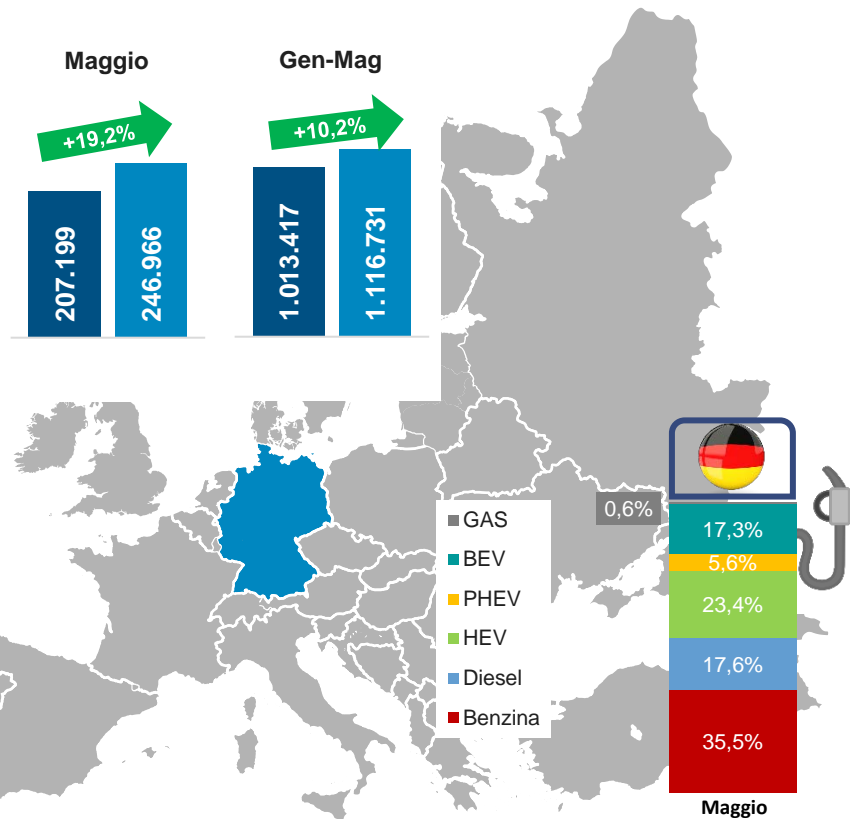 Maggio
Gen-Mag
+19,2%
+10,2%
207.199
246.966
1.013.417
1.116.731
GAS
BEV
PHEV
HEV
Diesel
Benzina
0,6%
17,3%
5,6%
23,4%
17,6%
35,5%
Maggio